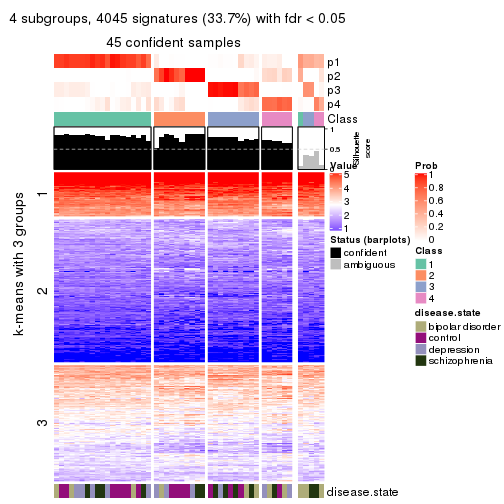 4 subgroups, 4045 signatures (33.7%) with fdr < 0.05
45 confident samples
p1
p2
p3
p4
Class
1
0.5
0
Silhouette
score
k-means with 3 groups
1
2
3
Value
5
4
3
2
1
Status (barplots)
confident
ambiguous
Prob
1
0.8
0.6
0.4
0.2
0
Class
1
2
3
4
disease.state
bipolar disorder
control
depression
schizophrenia
disease.state